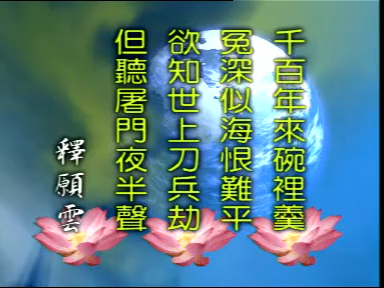 千百年來碗裡羹
冤深似海恨難平
欲知世上刀兵劫
但聽屠門夜半聲
釋願雲